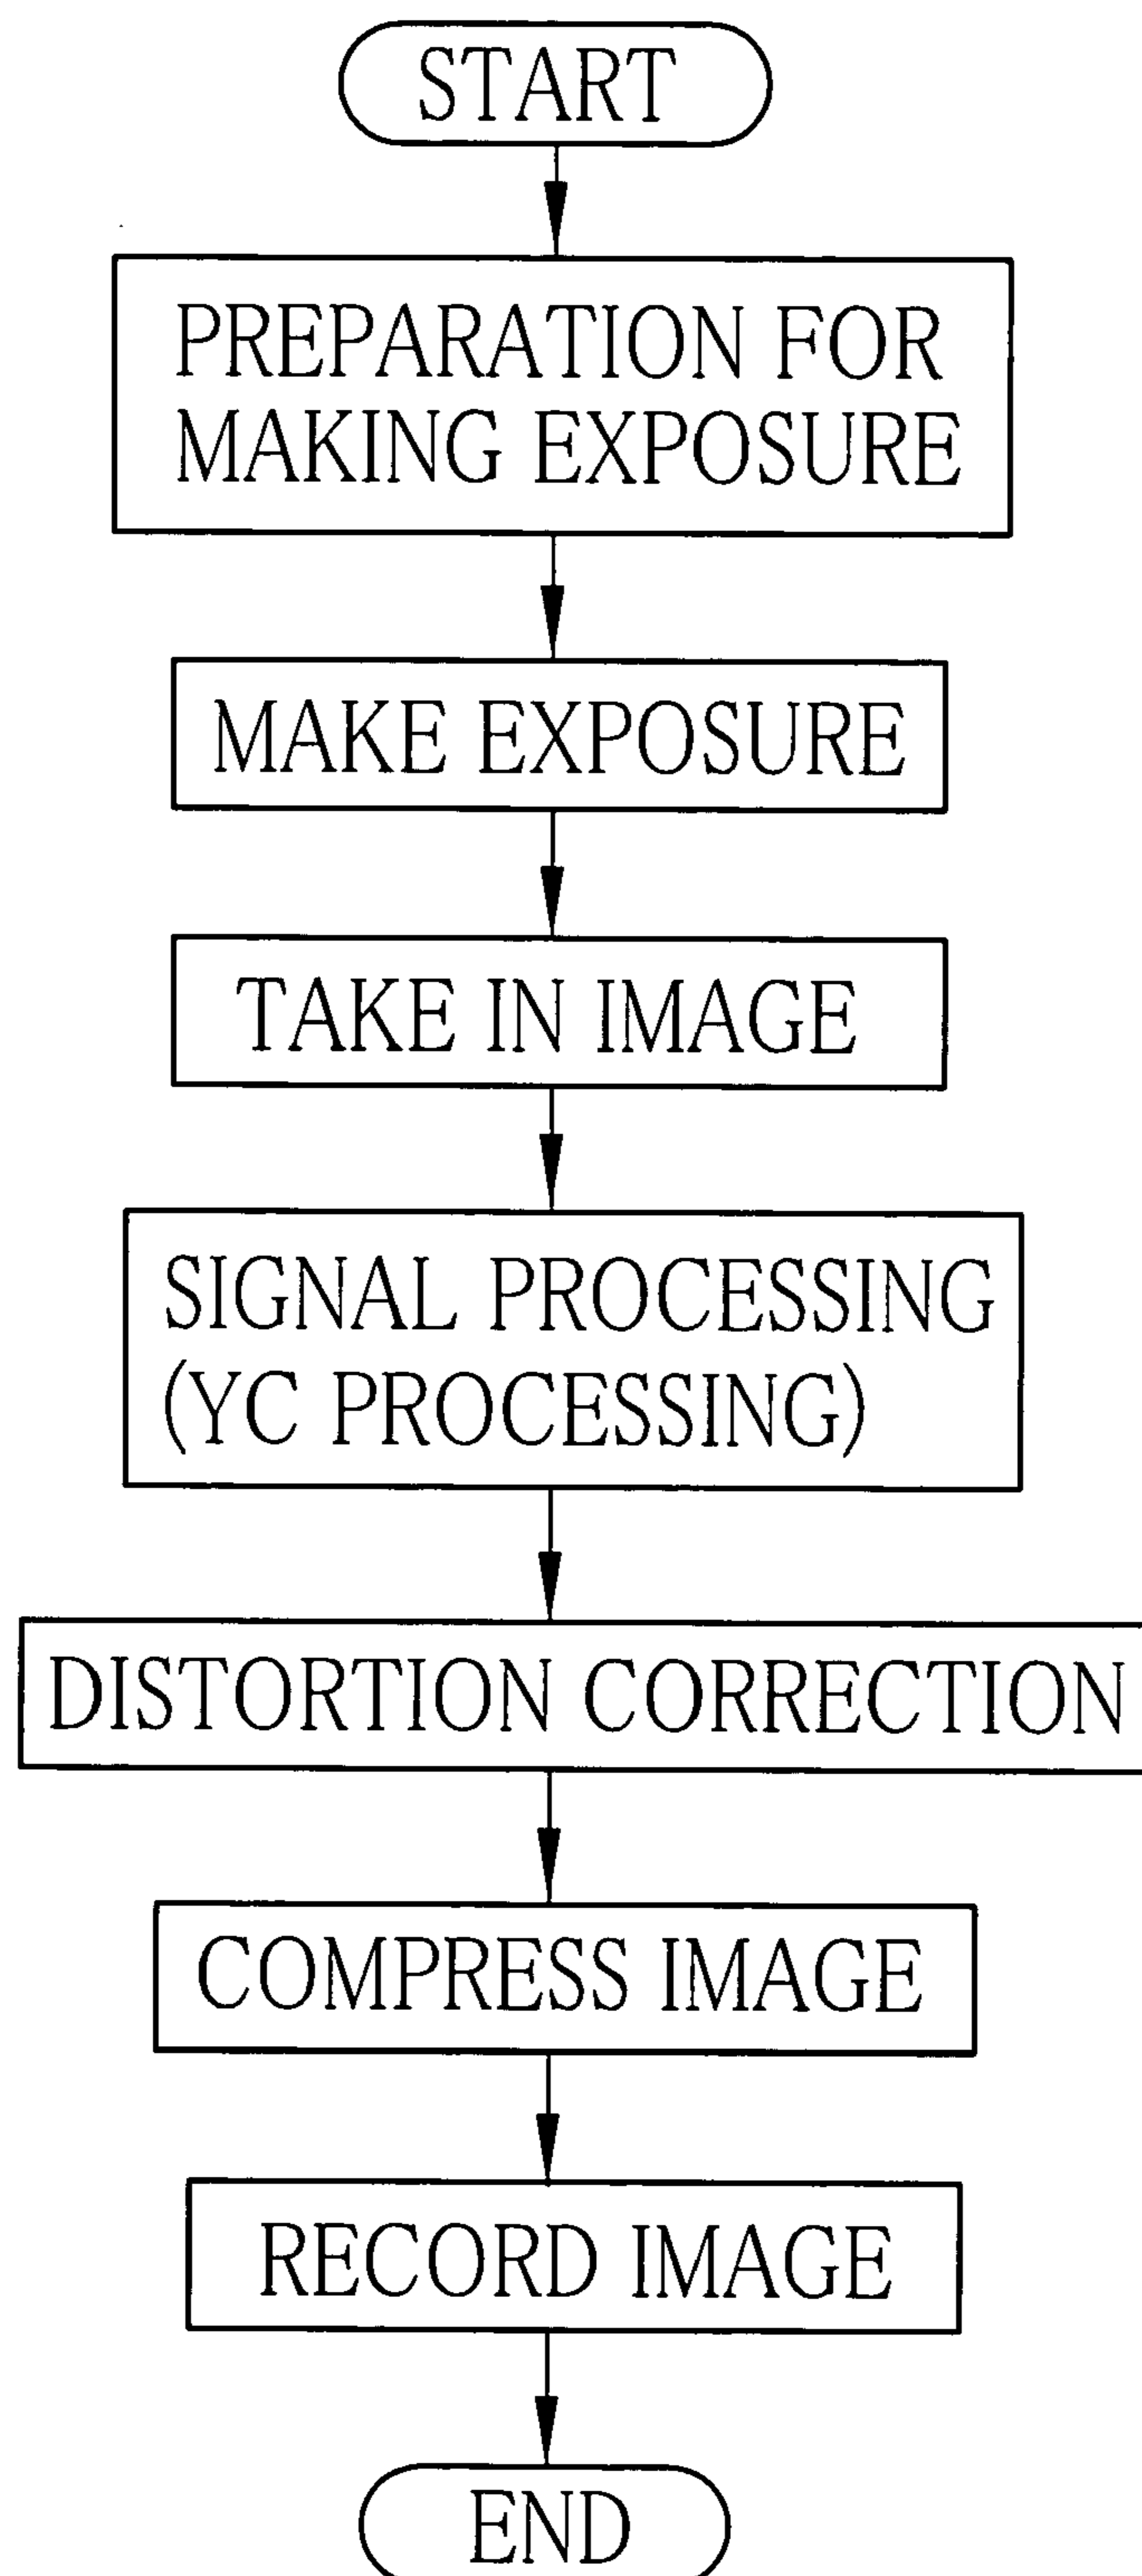 START
PREPARATION FOR
MAKING EXPOSURE
MAKE EXPOSURE
TAKE IN IMAGE
SIGNAL PROCESSING
(YC PROCESSING)
DISTORTION CORRECTION
COMPRESS IMAGE
RECORD IMAGE
END